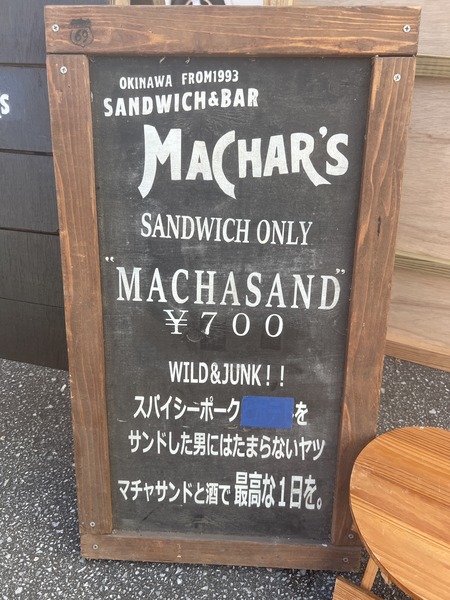 69
OKINAWA FROM1993
SANDWICH&BAR
MACHAR'S
SANDWICH ONLY
"MACHASAND"
￥700
WILD&JUNK!!
スパイシーポーク を
サンドした男にはたまらないヤツ
マチャサンドと酒で最高な1日を。
S